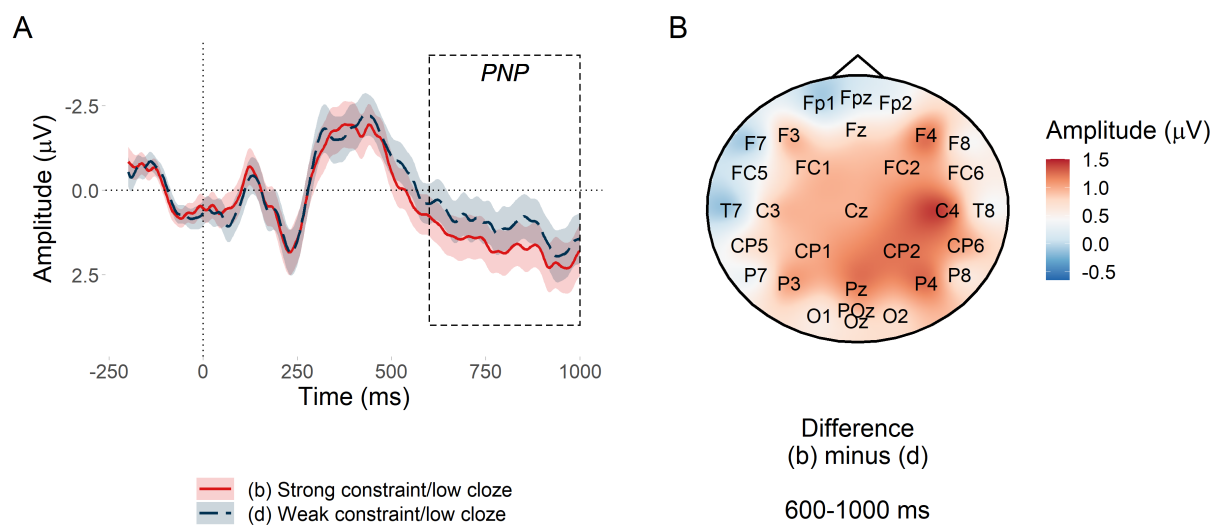 A
PNP
-2.5
0.0
2.5
Amplitude (μV)
-250
0
250
500
750
1000
Time (ms)
(b) Strong constraint/low cloze
(d) Weak constraint/low cloze
B
Fp1 Fpz Fp2
F7 F3 Fz F4 F8
FC5 FC1 FC2 FC6
T7 C3 Cz C4 T8
CP5 CP1 CP2 CP6
P7 P3 Pz P4 P8
POz
O1 Oz O2
Amplitude (μV)
1.5
1.0
0.5
0.0
-0.5
Difference
(b) minus (d)
600-1000 ms